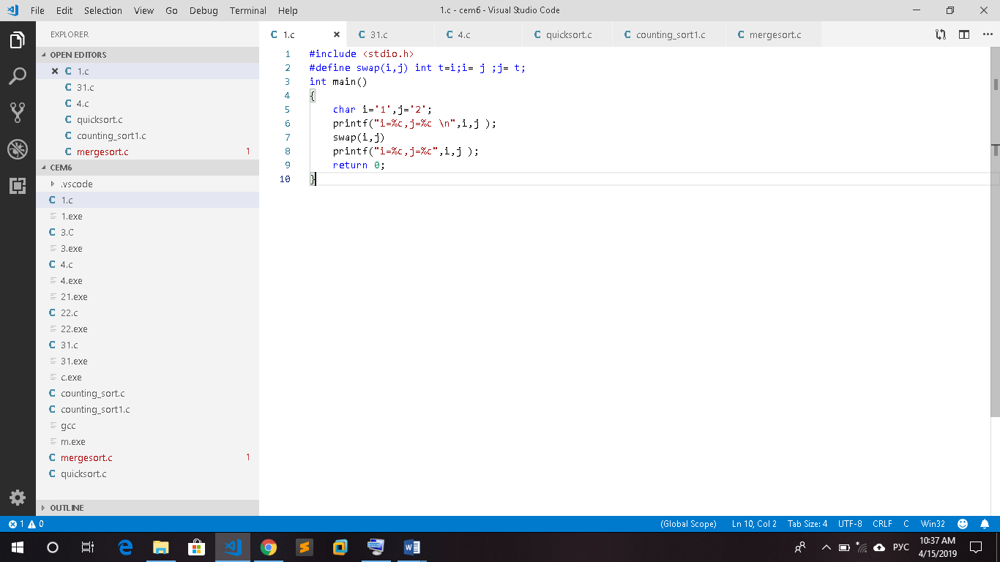 File Edit Selection View Go Debug Terminal Help 1.c - cem6 - Visual Studio Code
EXPLORER
OPEN EDITORS
1.c
31.c
4.c
quicksort.c
counting_sort1.c
mergesort.c 1
CEM6
.vscode
1.c
1.exe
3.C
3.exe
4.c
4.exe
21.exe
22.c
22.exe
31.c
31.exe
c.exe
counting_sort.c
counting_sort1.c
gcc
m.exe
mergesort.c 1
quicksort.c
OUTLINE
1.c 31.c 4.c quicksort.c counting_sort1.c mergesort.c
1 #include <stdio.h>
2 #define swap(i,j) int t=i;i= j ;j= t;
3 int main()
4 {
5 char i='1',j='2';
6 printf("i=%c,j=%c \n",i,j );
7 swap(i,j)
8 printf("i=%c,j=%c",i,j );
9 return 0;
10 }
1 0 (Global Scope) Ln 10, Col 2 Tab Size: 4 UTF-8 CRLF C Win32
РУС 10:37 AM
4/15/2019